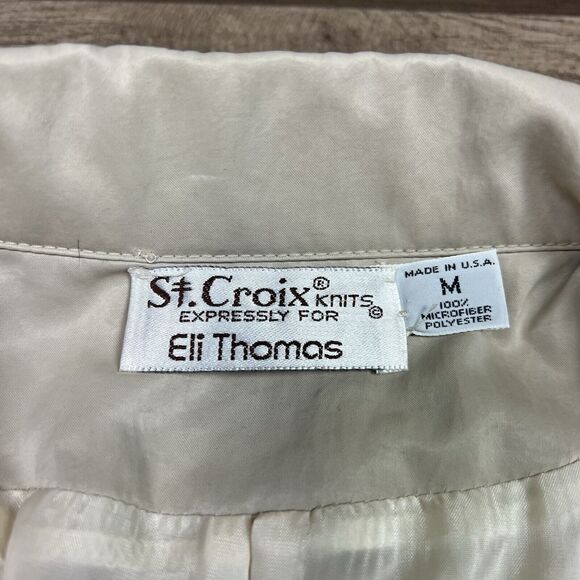 St.Croix® KNITS©
EXPRESSLY FOR
Eli Thomas
MADE IN U.S.A.
M
100%
MICROFIBER
POLYESTER